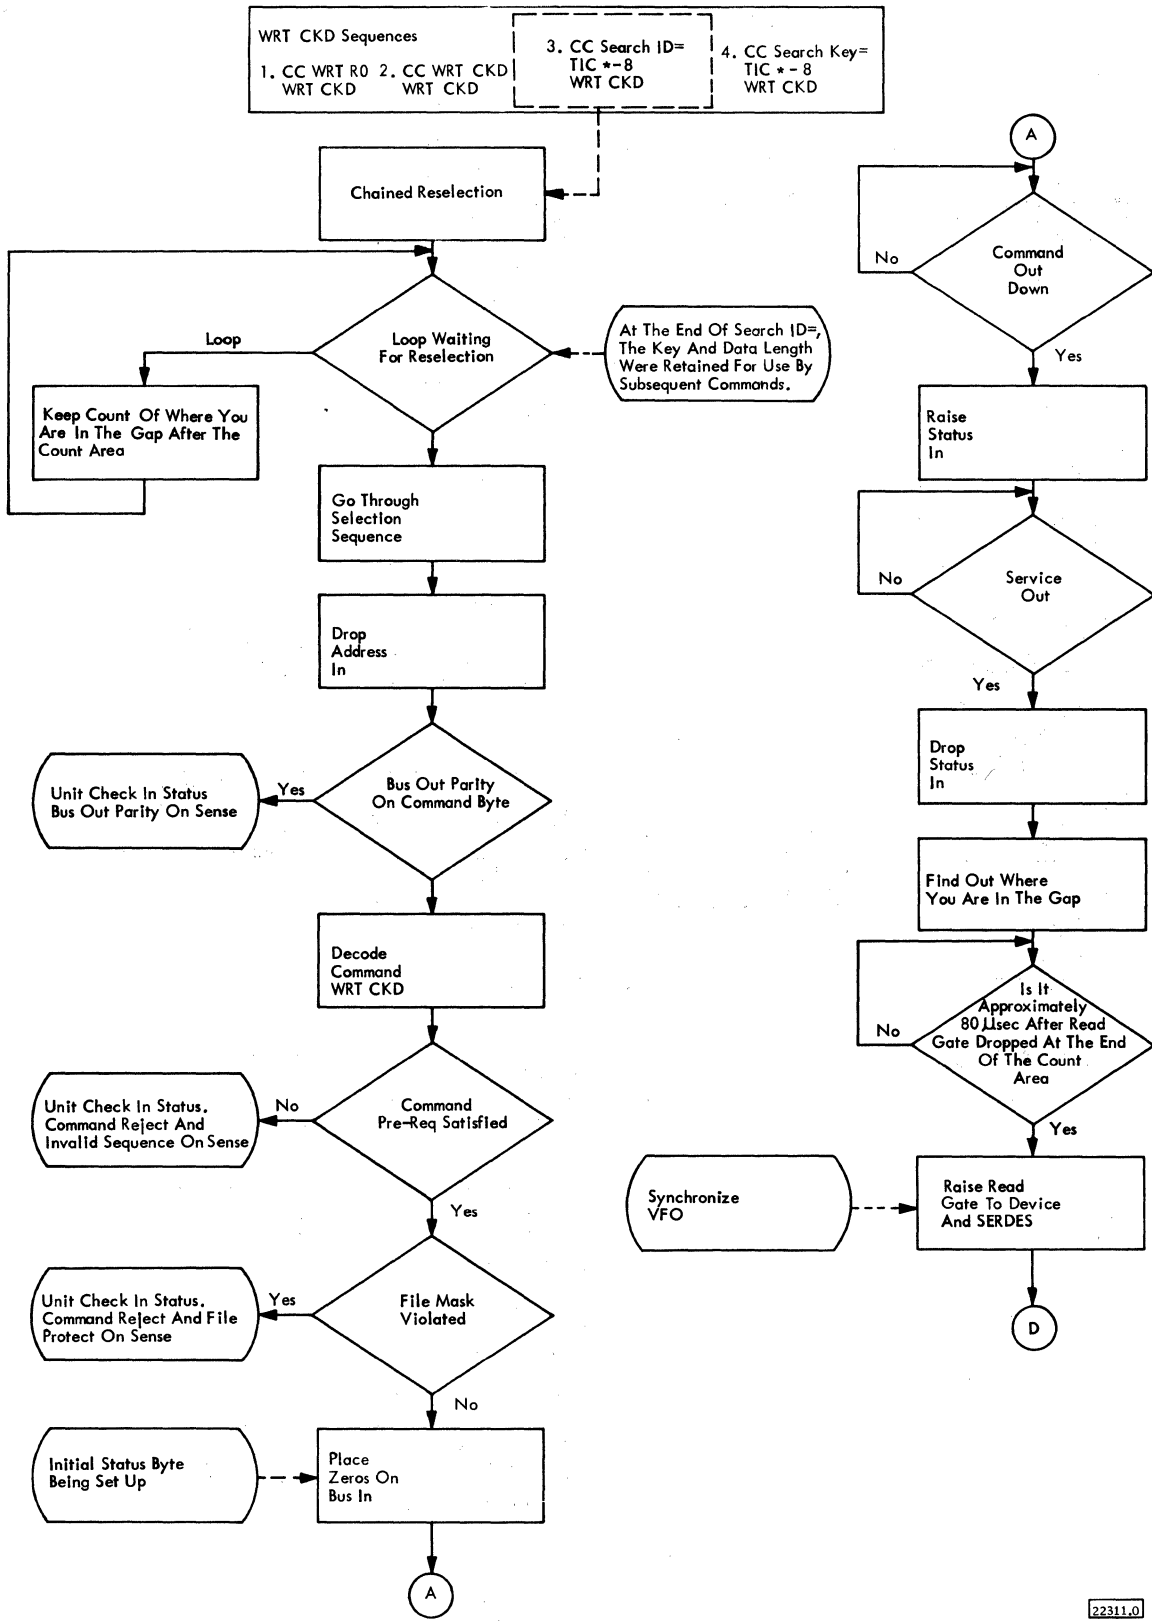 WRT CKD Sequences
1. CC WRT R0
WRT CKD
2. CC WRT CKD
WRT CKD
3. CC Search ID=
TIC *-8
WRT CKD
4. CC Search Key=
TIC *-8
WRT CKD
Chained Reselection
Loop Waiting
For Reselection
Loop
At The End Of Search ID=,
The Key And Data Length
Were Retained For Use By
Subsequent Commands.
Keep Count Of Where You
Are In The Gap After The
Count Area
Go Through
Selection
Sequence
Drop
Address
In
Bus Out Parity
On Command Byte
Yes
Unit Check In Status
Bus Out Parity On Sense
Decode
Command
WRT CKD
Command
Pre-Req Satisfied
No
Unit Check In Status.
Command Reject And
Invalid Sequence On Sense
Yes
File Mask
Violated
Yes
Unit Check In Status.
Command Reject And File
Protect On Sense
No
Initial Status Byte
Being Set Up
Place
Zeros On
Bus In
A
A
Command
Out
Down
No
Yes
Raise
Status
In
Service
Out
No
Yes
Drop
Status
In
Find Out Where
You Are In The Gap
Is It
Approximately
80 μsec After Read
Gate Dropped At The End
Of The Count
Area
No
Yes
Synchronize
VFO
Raise Read
Gate To Device
And SERDES
D
22311.0